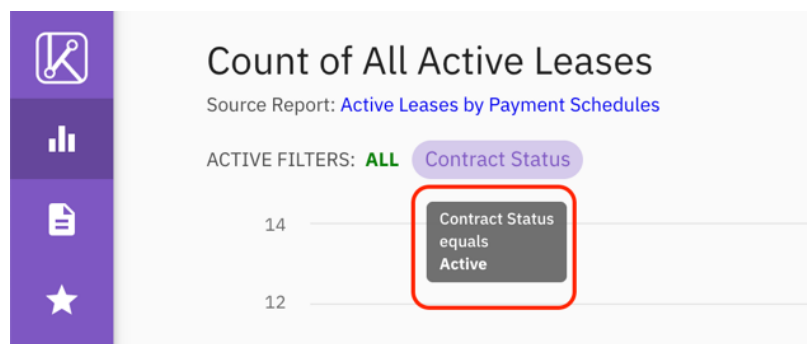 Count of All Active Leases
Source Report: Active Leases by Payment Schedules
ACTIVE FILTERS: ALL Contract Status
Contract Status
equals
Active
14
12